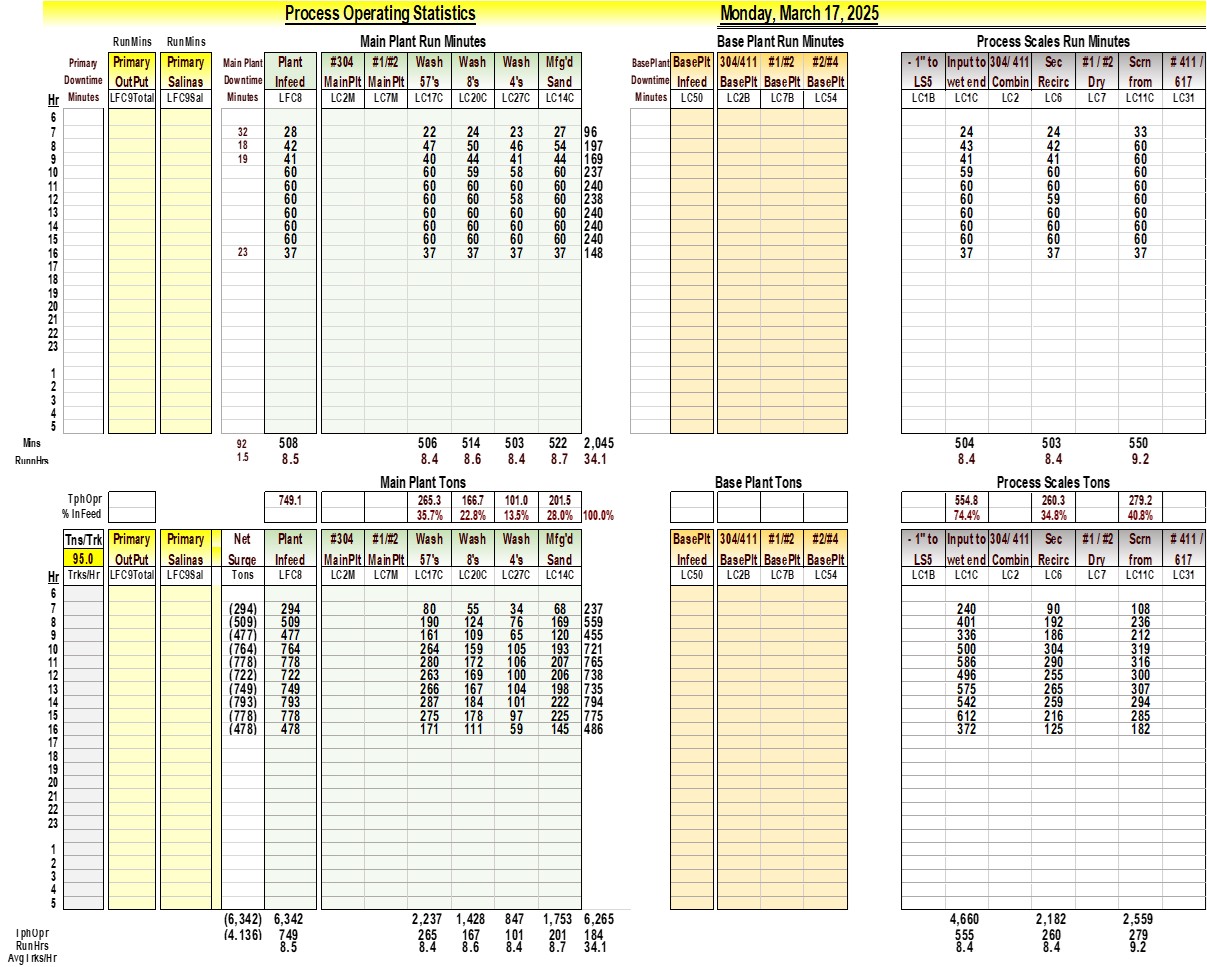 Process Operating Statistics Monday, March 17, 2025
RunMins RunMins Main Plant Run Minutes Base Plant Run Minutes Process Scales Run Minutes
Primary Primary Primary Main Plant Plant #304 #1/#2 Wash Wash Wash Mfg'd BasePlant BasePlt 304/411 #1/#2 #2/#4 - 1" to Input to 304/ 411 Sec #1 / #2 Scrn # 411 /
Downtime OutPut Salinas Downtime Infeed MainPlt MainPlt 57's 8's 4's Sand Downtime Infeed BasePlt BasePlt BasePlt LS5 wet end Combin Recirc Dry from 617
Hr Minutes LFC9Total LFC9Sal Minutes LFC8 LC2M LC7M LC17C LC20C LC27C LC14C Minutes LC50 LC2B LC7B LC54 LC1B LC1C LC2 LC6 LC7 LC11C LC31
6
7 32 28 22 24 23 27 96 24 24 33
8 18 42 47 50 46 54 197 43 42 60
9 19 41 40 44 41 44 169 41 41 60
10 60 60 59 58 60 237 59 60 60
11 60 60 60 60 60 240 60 60 60
12 60 60 60 58 60 238 60 59 60
13 60 60 60 60 60 240 60 60 60
14 60 60 60 60 60 240 60 60 60
15 60 60 60 60 60 240 60 60 60
16 23 37 37 37 37 37 148 37 37 37
17
18
19
20
21
22
23
1
2
3
4
5
Mins 92 508 506 514 503 522 2,045 504 503 550
RunnHrs 1.5 8.5 8.4 8.6 8.4 8.7 34.1 8.4 8.4 9.2
Main Plant Tons Base Plant Tons Process Scales Tons
TphOpr 749.1 265.3 166.7 101.0 201.5 554.8 260.3 279.2
% InFeed 35.7% 22.8% 13.5% 28.0% 100.0% 74.4% 34.8% 40.8%
Tns/Trk Primary Primary Net Plant #304 #1/#2 Wash Wash Wash Mfg'd BasePlt 304/411 #1/#2 #2/#4 - 1" to Input to 304/ 411 Sec #1 / #2 Scrn # 411 /
95.0 OutPut Salinas Surge Infeed MainPlt MainPlt 57's 8's 4's Sand Infeed BasePlt BasePlt BasePlt LS5 wet end Combin Recirc Dry from 617
Hr Trks/Hr LFC9Total LFC9Sal Tons LFC8 LC2M LC7M LC17C LC20C LC27C LC14C LC50 LC2B LC7B LC54 LC1B LC1C LC2 LC6 LC7 LC11C LC31
6
7 (294) 294 80 55 34 68 237 240 90 108
8 (509) 509 190 124 76 169 559 401 192 236
9 (477) 477 161 109 65 120 455 336 186 212
10 (764) 764 264 159 105 193 721 500 304 319
11 (778) 778 280 172 106 207 765 586 290 316
12 (722) 722 263 169 100 206 738 496 255 300
13 (749) 749 266 167 104 198 735 575 265 307
14 (793) 793 287 184 101 222 794 542 259 294
15 (778) 778 275 178 97 225 775 612 216 285
16 (478) 478 171 111 59 145 486 372 125 182
17
18
19
20
21
22
23
1
2
3
4
5
(6,342) 6,342 2,237 1,428 847 1,753 6,265 4,660 2,182 2,559
TphOpr (4,136) 749 265 167 101 201 184 555 260 279
RunHrs 8.5 8.4 8.6 8.4 8.7 34.1 8.4 8.4 9.2
AvgTrks/Hr